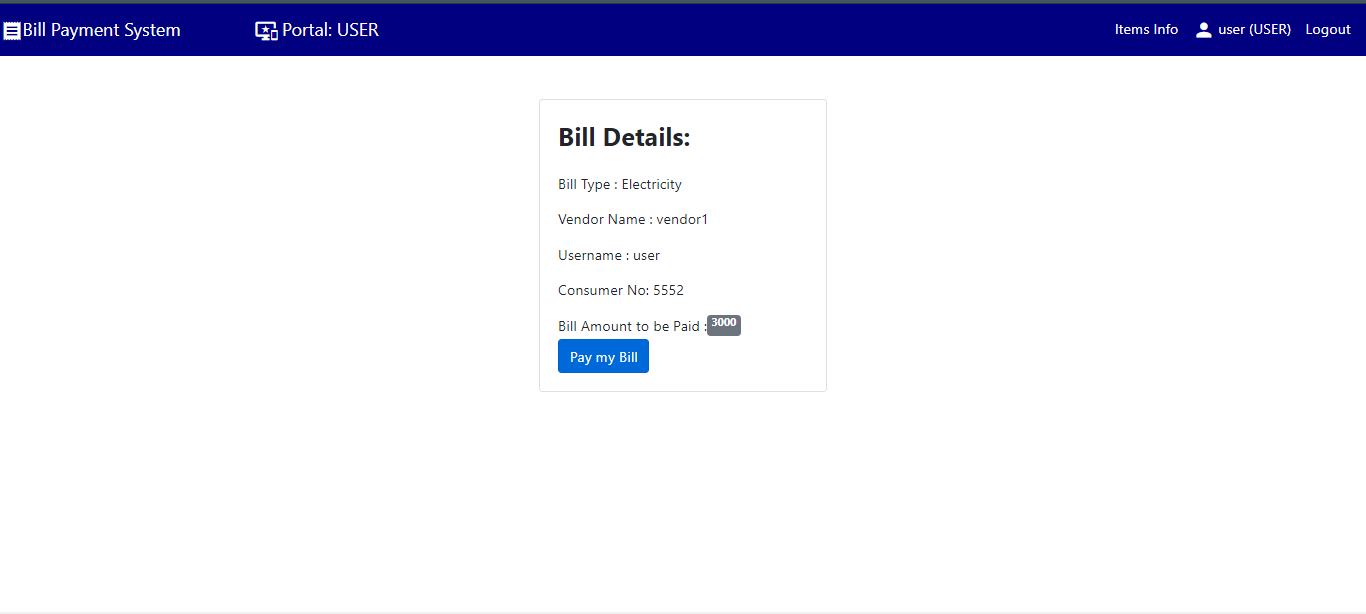 Bill Payment System Portal: USER Items Info user (USER) Logout
Bill Details:
Bill Type : Electricity
Vendor Name : vendor1
Username : user
Consumer No: 5552
Bill Amount to be Paid :3000
Pay my Bill